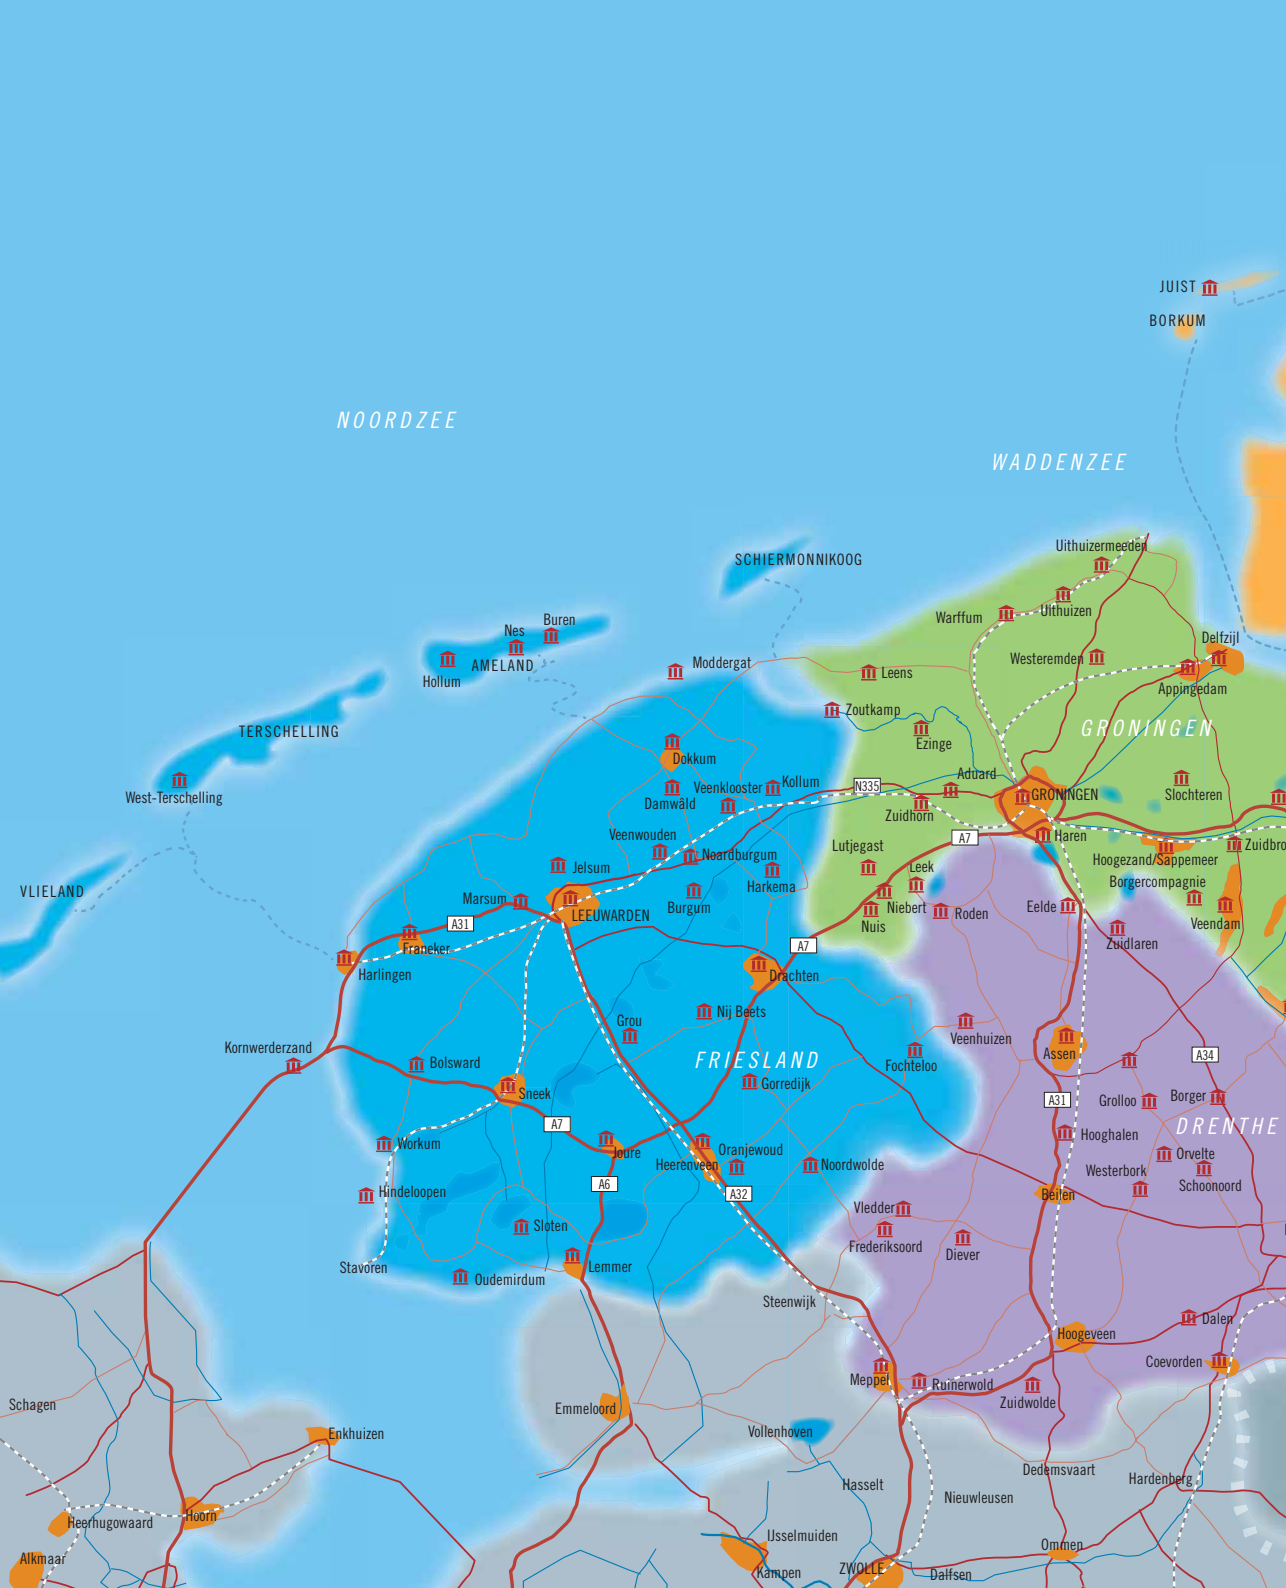 JUIST
BORKUM
NOORDZEE
WADDENZEE
Uithuizermeeden
SCHIERMONNIKOOG
Uithuizen
Warffum
Buren
Nes
Delfzijl
Westeremden
AMELAND
Moddergat
Leens
Hollum
Appingedam
Zoutkamp
GRONINGEN
TERSCHELLING
Ezinge
Dokkum
Aduard
Kollum
N335
Veenklooster
West-Terschelling
GRONINGEN
Slochteren
Damwâld
Zuidhorn
Veenwouden
A7
Haren
Lutjegast
Zuidbro
Noardburgum
Hoogezand/Sappemeer
Jelsum
Leek
Harkema
Borgercompagnie
VLIELAND
Marsum
Burgum
Niebert
Roden
Eelde
LEEUWARDEN
A31
Nuis
Veendam
Zuidlaren
A7
Franeker
Harlingen
Drachten
Nij Beets
Grou
Veenhuizen
Kornwerderzand
Assen
A34
FRIESLAND
Bolsward
Fochteloo
Gorredijk
Sneek
A31
Grolloo
Borger
A7
DRENTHE
Hooghalen
Workum
Joure
Oranjewoud
Orvelte
Heerenveen
Noordwolde
Westerbork
A6
Schoonoord
Hindeloopen
A32
Beilen
Vledder
Sloten
Frederiksoord
Diever
Stavoren
Lemmer
Oudemirdum
Steenwijk
Dalen
Hoogeveen
Coevorden
Meppel
Ruinerwold
Zuidwolde
Schagen
Emmeloord
Enkhuizen
Vollenhoven
Dedemsvaart
Hardenberg
Hasselt
Nieuwleusen
Hoorn
Heerhugowaard
IJsselmuiden
Ommen
Alkmaar
ZWOLLE
Kampen
Dalfsen